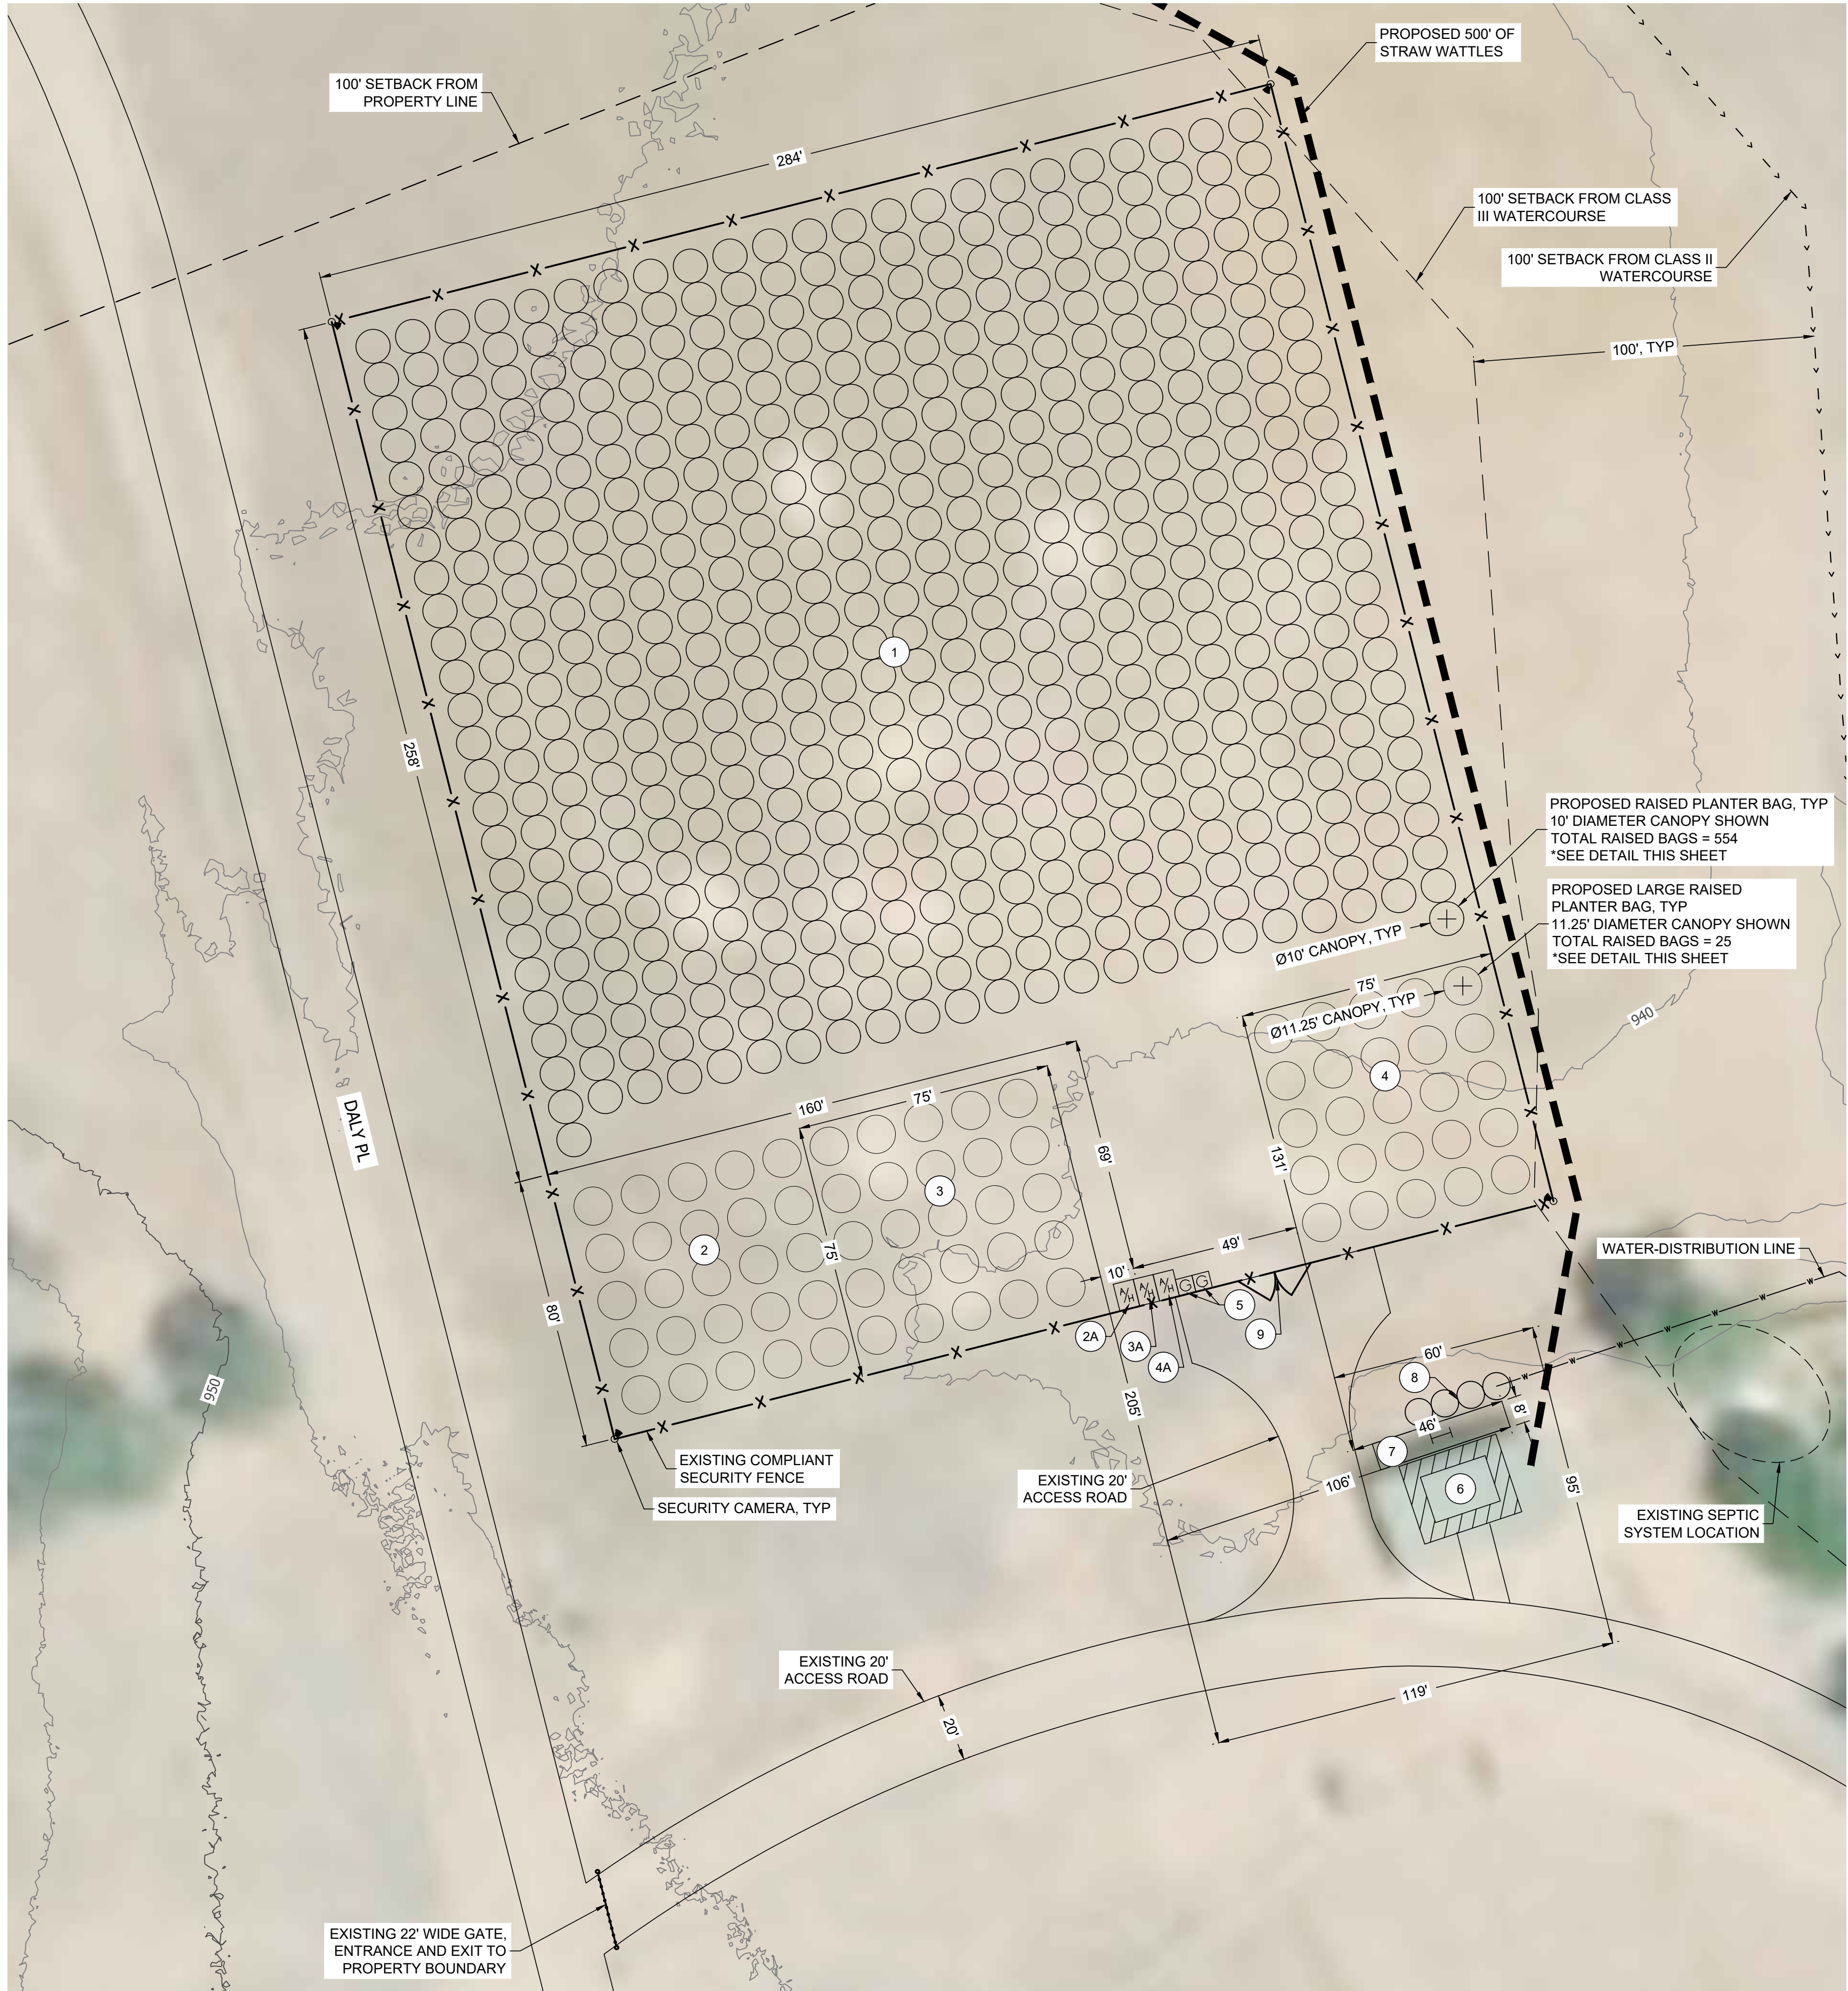 PROPOSED 500' OF
STRAW WATTLES
100' SETBACK FROM
PROPERTY LINE
284'
100' SETBACK FROM CLASS
III WATERCOURSE
100' SETBACK FROM CLASS II
WATERCOURSE
100', TYP
1
258'
PROPOSED RAISED PLANTER BAG, TYP
10' DIAMETER CANOPY SHOWN
TOTAL RAISED BAGS = 554
*SEE DETAIL THIS SHEET
PROPOSED LARGE RAISED
PLANTER BAG, TYP
11.25' DIAMETER CANOPY SHOWN
TOTAL RAISED BAGS = 25
*SEE DETAIL THIS SHEET
Ø10' CANOPY, TYP
75'
Ø11.25' CANOPY, TYP
940
4
DALY PL
160'
75'
69'
131'
3
2
75'
49'
10'
WATER-DISTRIBUTION LINE
W W W W W W W
A/H A/H A/H G G
80'
5
2A
3A
4A
9
60'
8
950
205'
46'
8'
7
EXISTING COMPLIANT
SECURITY FENCE
SECURITY CAMERA, TYP
EXISTING 20'
ACCESS ROAD
106'
6
95'
EXISTING SEPTIC
SYSTEM LOCATION
EXISTING 20'
ACCESS ROAD
20'
119'
EXISTING 22' WIDE GATE,
ENTRANCE AND EXIT TO
PROPERTY BOUNDARY